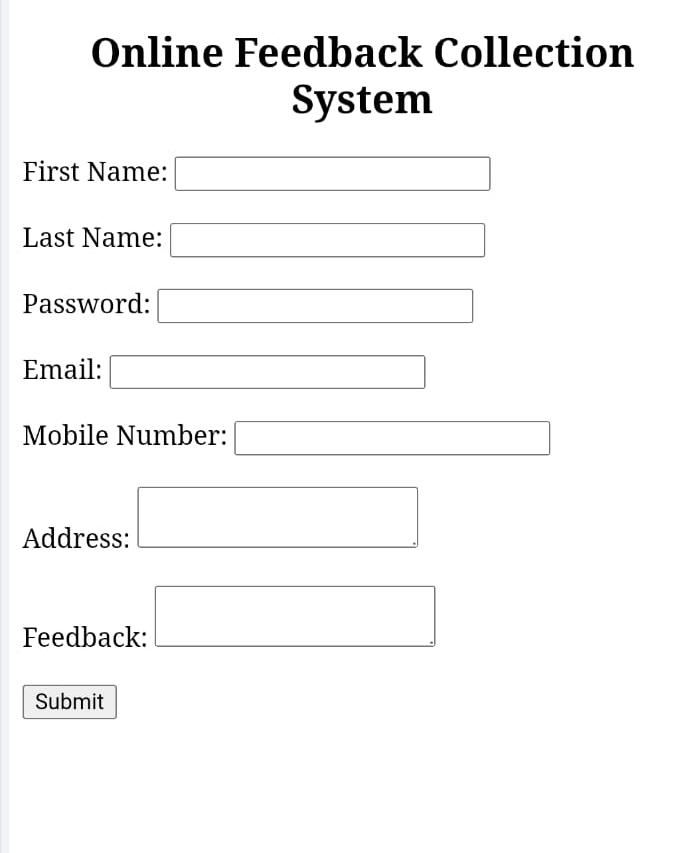 Online Feedback Collection
System
First Name:
Last Name:
Password:
Email:
Mobile Number:
Address:
Feedback:
Submit